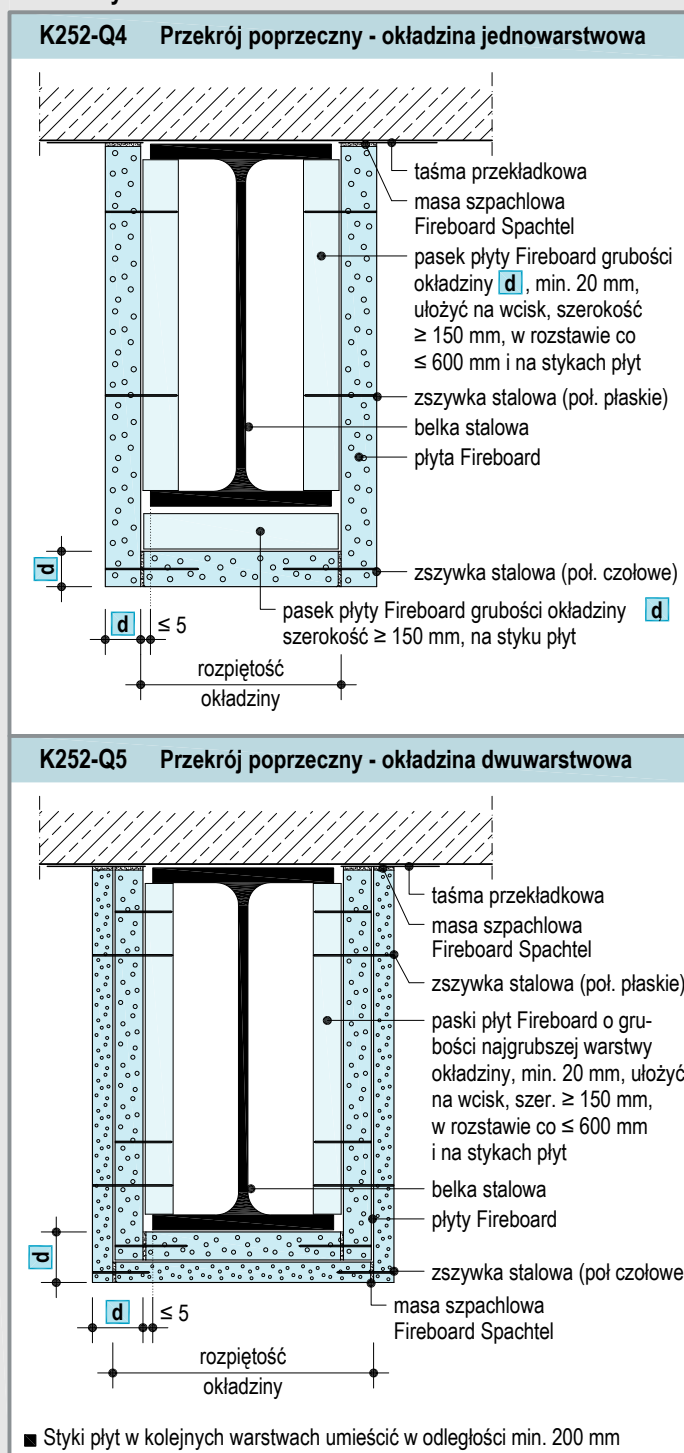 K252-Q4 Przekrój poprzeczny - okładzina jednowarstwowa
taśma przekładkowa
masa szpachlowa
Fireboard Spachtel
pasek płyty Fireboard grubości
okładziny d , min. 20 mm,
ułożyć na wcisk, szerokość
≥ 150 mm, w rozstawie co
≤ 600 mm i na stykach płyt
zszywka stalowa (poł. płaskie)
belka stalowa
płyta Fireboard
d
zszywka stalowa (poł. czołowe)
pasek płyty Fireboard grubości okładziny d
szerokość ≥ 150 mm, na styku płyt
d ≤ 5
rozpiętość
okładziny
K252-Q5 Przekrój poprzeczny - okładzina dwuwarstwowa
taśma przekładkowa
masa szpachlowa
Fireboard Spachtel
zszywka stalowa (poł. płaskie)
paski płyt Fireboard o gru-
bości najgrubszej warstwy
okładziny, min. 20 mm, ułożyć
na wcisk, szer. ≥ 150 mm,
w rozstawie co ≤ 600 mm
i na stykach płyt
belka stalowa
płyty Fireboard
d
zszywka stalowa (poł czołowe
masa szpachlowa
Fireboard Spachtel
d ≤ 5
rozpiętość
okładziny
■ Styki płyt w kolejnych warstwach umieścić w odległości min. 200 mm